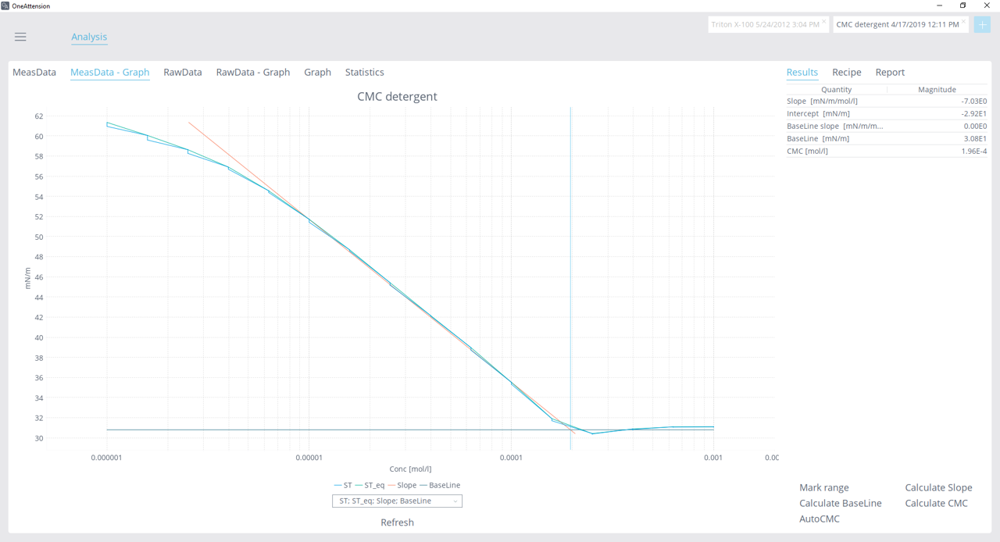 OneAttension
Triton X-100 5/24/2012 3:04 PM
CMC detergent 4/17/2019 12:11 PM
Analysis
MeasData
MeasData - Graph
RawData
RawData - Graph
Graph
Statistics
CMC detergent
62
60
58
56
54
52
50
48
46
44
42
40
38
36
34
32
30
mN/m
0.000001
0.00001
0.0001
0.001
0.00
Conc [mol/l]
ST
ST_eq
Slope
BaseLine
ST; ST_eq; Slope; BaseLine
Refresh
Results
Recipe
Report
Quantity Magnitude
Slope [mN/m/mol/l] -7.03E0
Intercept [mN/m] -2.92E1
BaseLine slope [mN/m/m... 0.00E0
BaseLine [mN/m] 3.08E1
CMC [mol/l] 1.96E-4
Mark range
Calculate Slope
Calculate BaseLine
Calculate CMC
AutoCMC